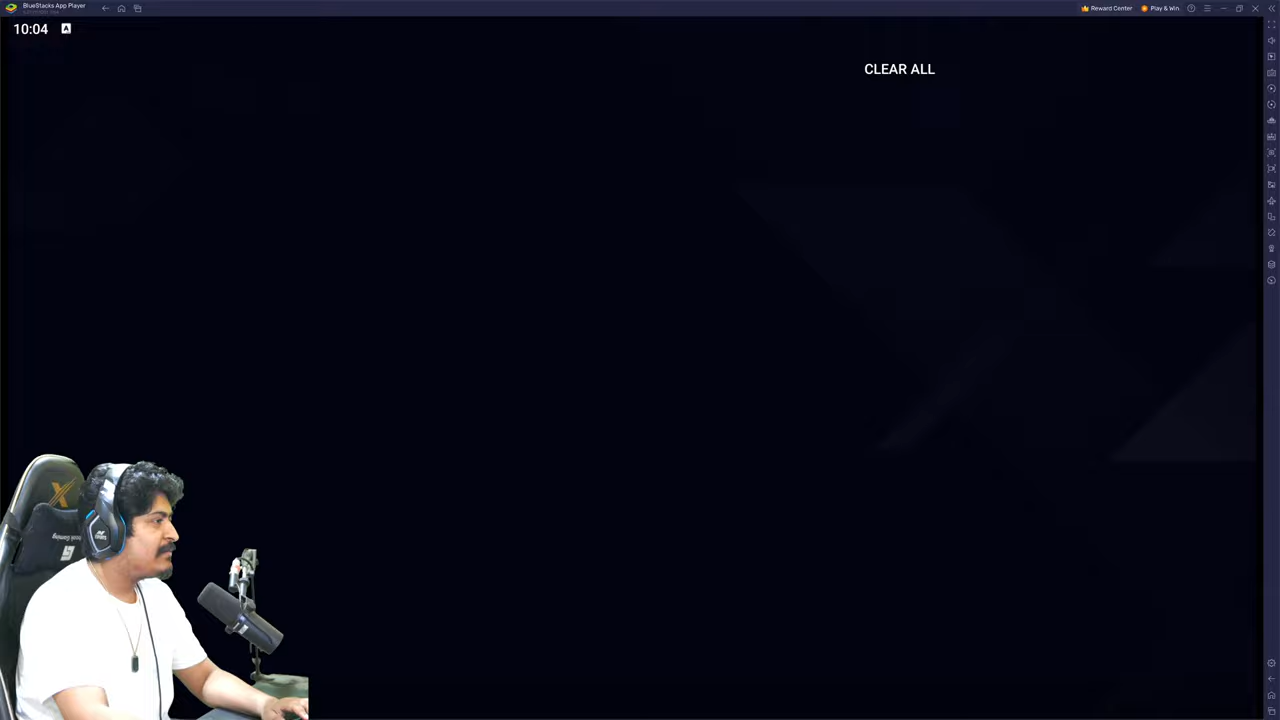 BlueStacks App Player
Reward Center
Play & Win
10:04
A
CLEAR ALL